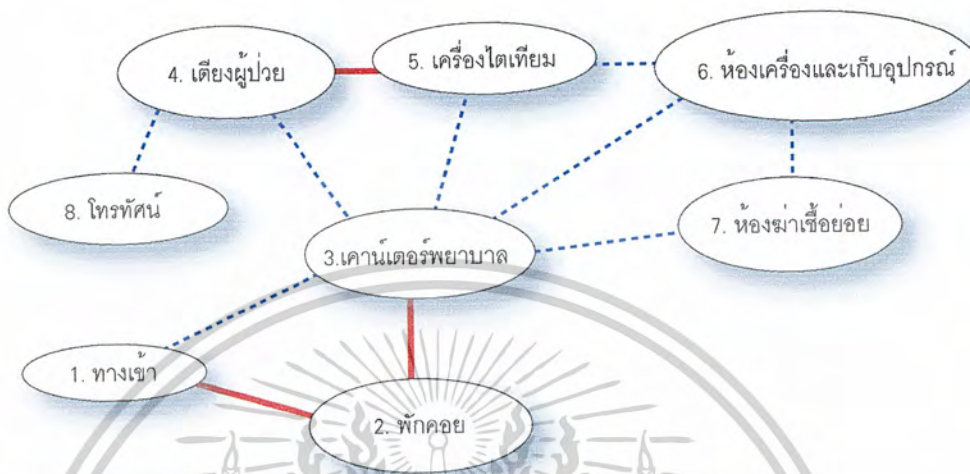 4. เตียงผู้ป่วย
5. เครื่องไตเทียม
6. ห้องเครื่องและเก็บอุปกรณ์
8. โทรทัศน์
7. ห้องฆ่าเชื้อย่อย
3.เคาน์เตอร์พยาบาล
1. ทางเข้า
2. พักคอย